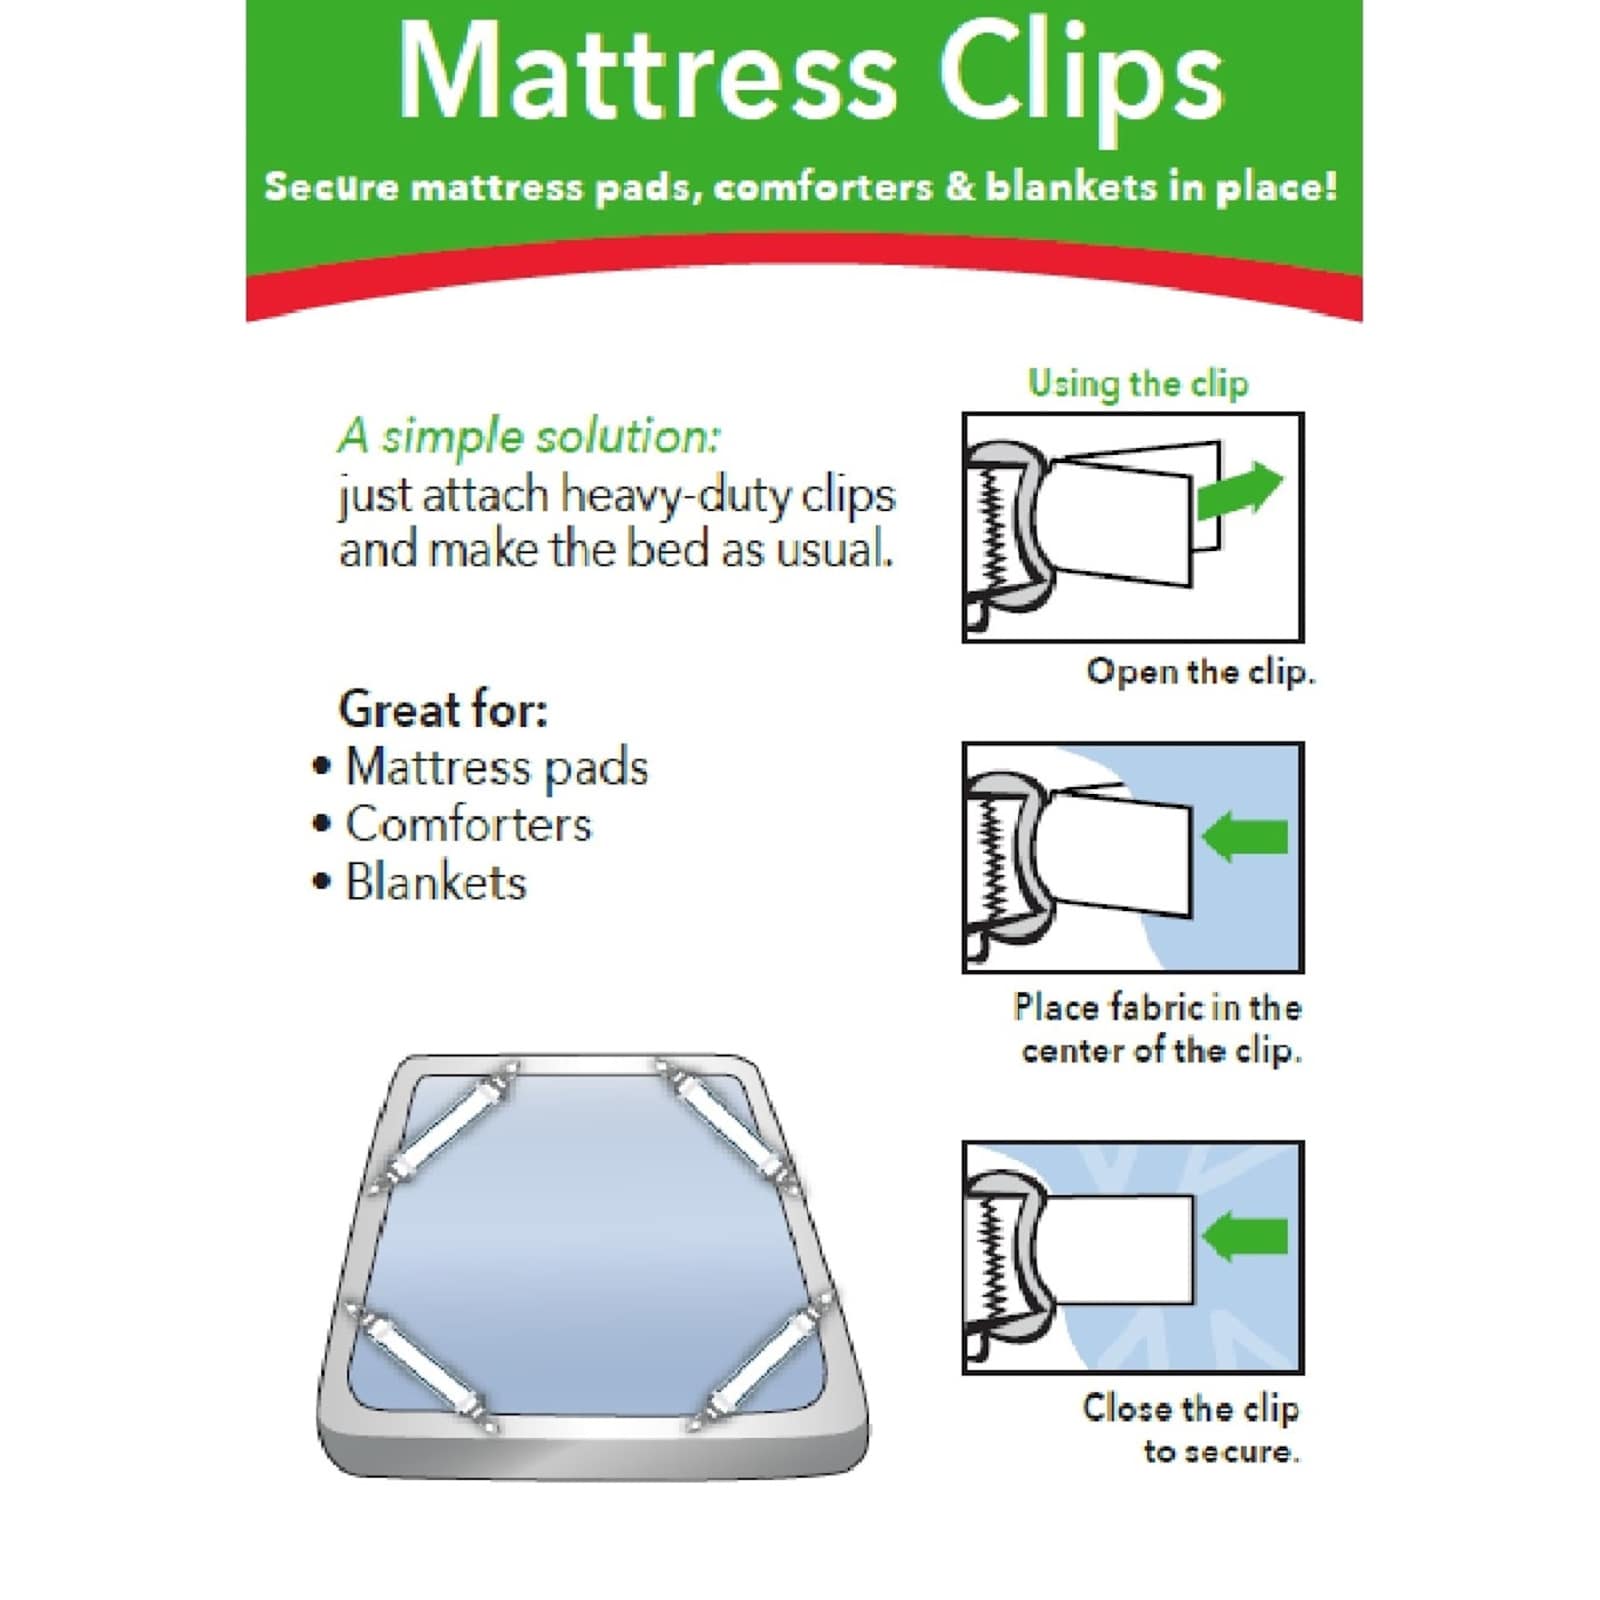 Mattress Clips
Secure mattress pads, comforters & blankets in place!
A simple solution:
just attach heavy-duty clips
and make the bed as usual.
Great for:
• Mattress pads
• Comforters
• Blankets
Using the clip
Open the clip.
Place fabric in the
center of the clip.
Close the clip
to secure.